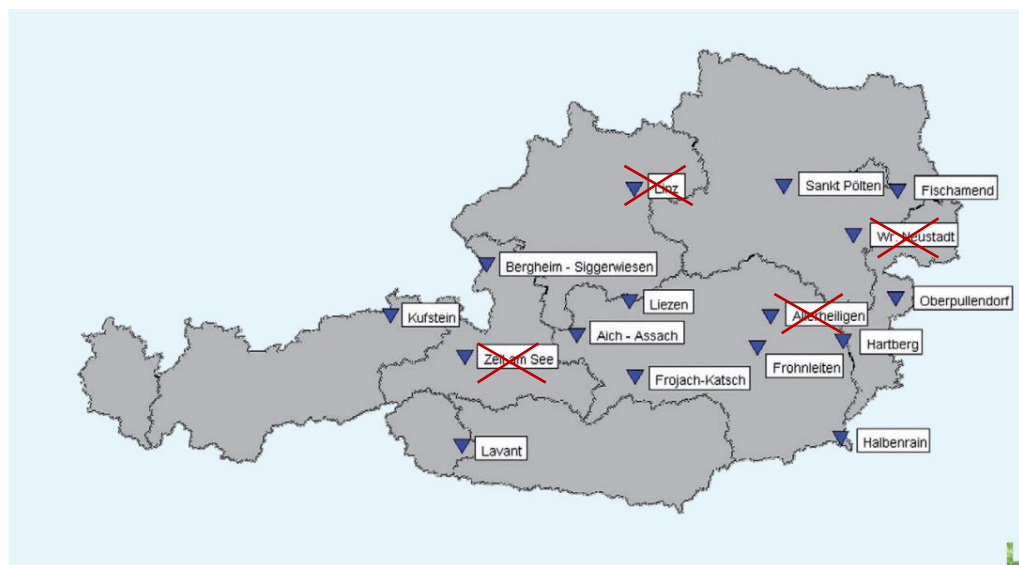 Linz
Sankt Pölten
Fischamend
Wr. Neustadt
Bergheim - Siggerwiesen
Liezen
Oberpullendorf
Kufstein
Allerheiligen
Aich - Assach
Hartberg
Zell am See
Frohnleiten
Frojach-Katsch
Halbenrain
Lavant